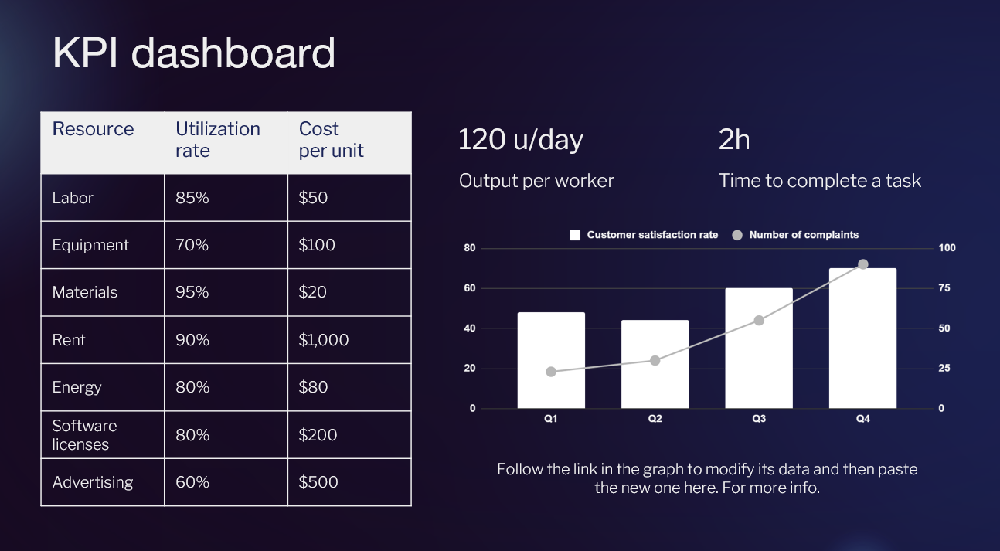 KPI dashboard
Resource
Utilization
rate
Cost
per unit
Labor
85%
$50
Equipment
70%
$100
Materials
95%
$20
Rent
90%
$1,000
Energy
80%
$80
Software
licenses
80%
$200
Advertising
60%
$500
120 u/day
Output per worker
2h
Time to complete a task
Customer satisfaction rate
Number of complaints
80
60
40
20
0
100
75
50
25
0
Q1
Q2
Q3
Q4
Follow the link in the graph to modify its data and then paste
the new one here. For more info.